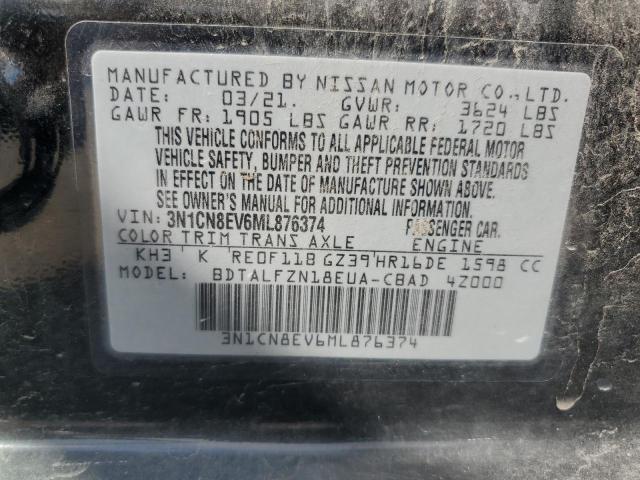 MANUFACTURED BY NISSAN MOTOR CO.,LTD.
DATE: 03/21. GVWR: 3624 LBS
GAWR FR: 1905 LBS GAWR RR: 1720 LBS
THIS VEHICLE CONFORMS TO ALL APPLICABLE FEDERAL MOTOR
VEHICLE SAFETY, BUMPER AND THEFT PREVENTION STANDARDS
IN EFFECT ON THE DATE OF MANUFACTURE SHOWN ABOVE.
SEE OWNER'S MANUAL FOR ADDITIONAL INFORMATION.
VIN: 3N1CN8EV6ML876374 PASSENGER CAR.
COLOR TRIM TRANS AXLE ENGINE
KH3 K RE0F11B GZ39 HR16DE 1598 CC
MODEL: BDTALFZN18EUA-CBAD 4Z000
3N1CN8EV6ML876374